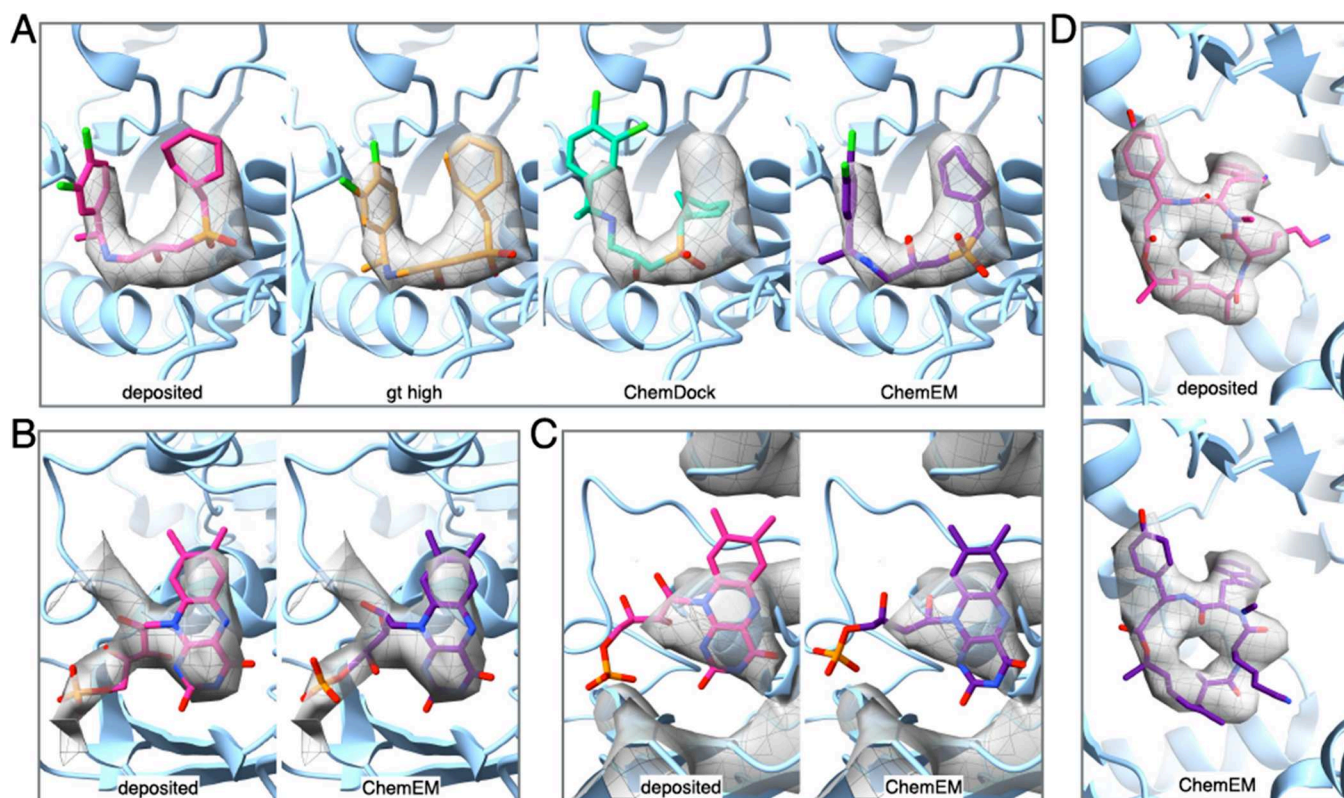 A
D
deposited
gt high
ChemDock
ChemEM
deposited
B
C
deposited
ChemEM
deposited
ChemEM
ChemEM